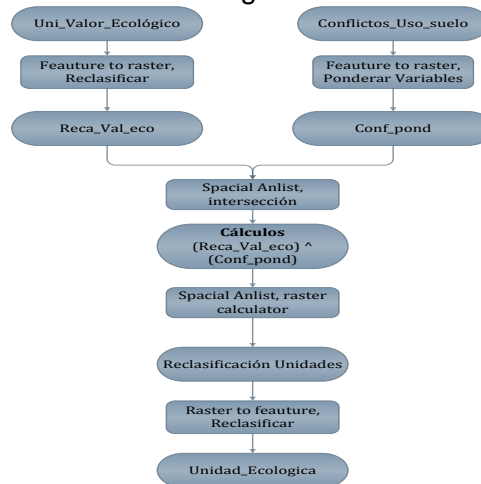 Uni_Valor_Ecológico
Conflictos_Uso_suelo
Feauture to raster,
Reclasificar
Feauture to raster,
Ponderar Variables
Reca_Val_eco
Conf_pond
Spacial Anlist,
intersección
Cálculos
(Reca_Val_eco) ^
(Conf_pond)
Spacial Anlist, raster
calculator
Reclasificación Unidades
Raster to feauture,
Reclasificar
Unidad_Ecologica